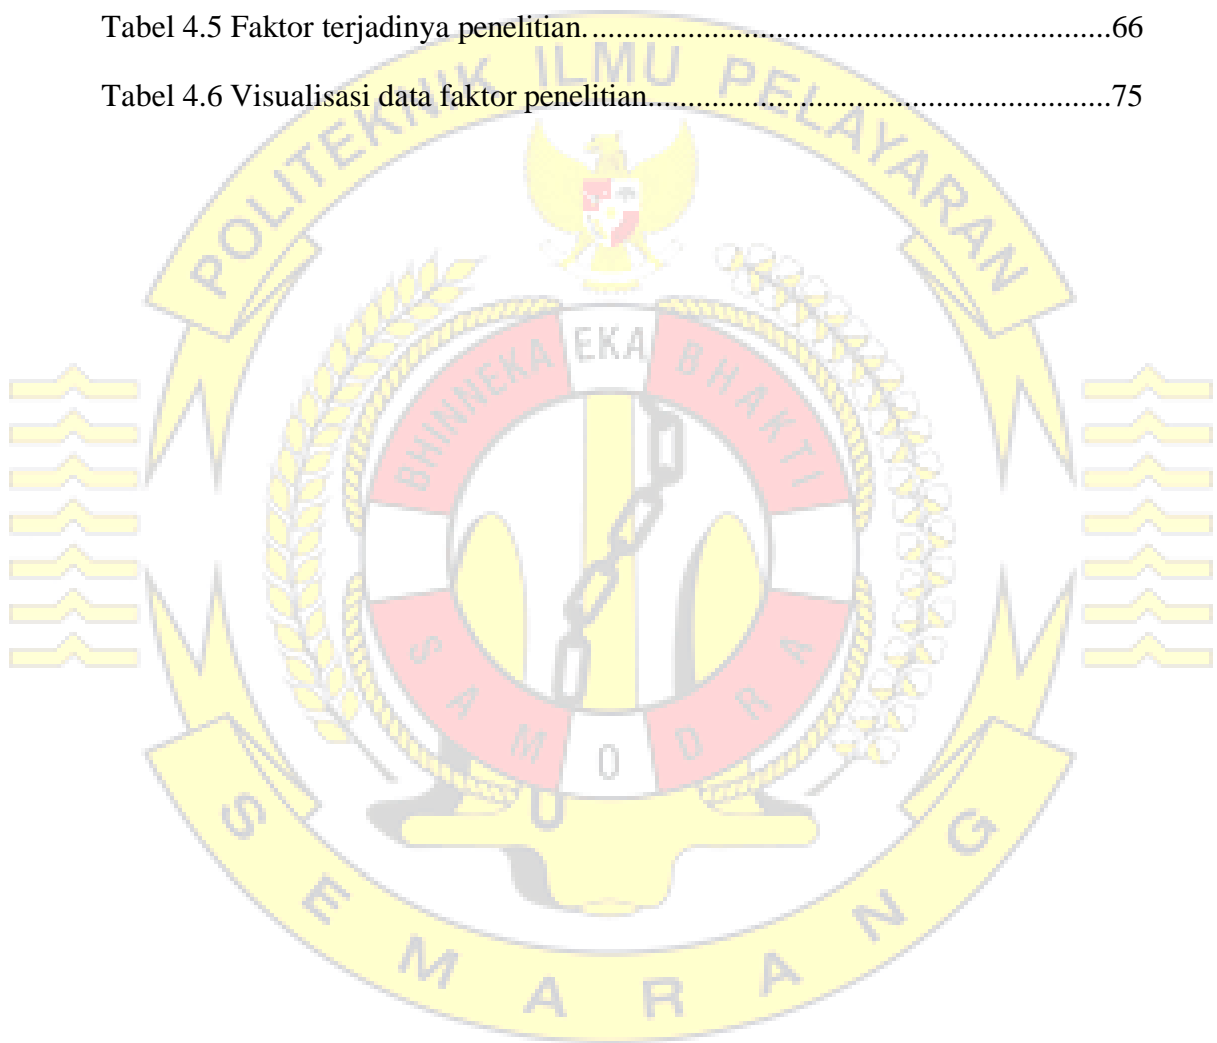 Tabel 4.5 Faktor terjadinya penelitian. ..................................................................66
Tabel 4.6 Visualisasi data faktor penelitian...........................................................75
POLITEKNIK ILMU PELAYARAN
BHINNEKA EKA BHAKTI
SAMODRA
SEMARANG